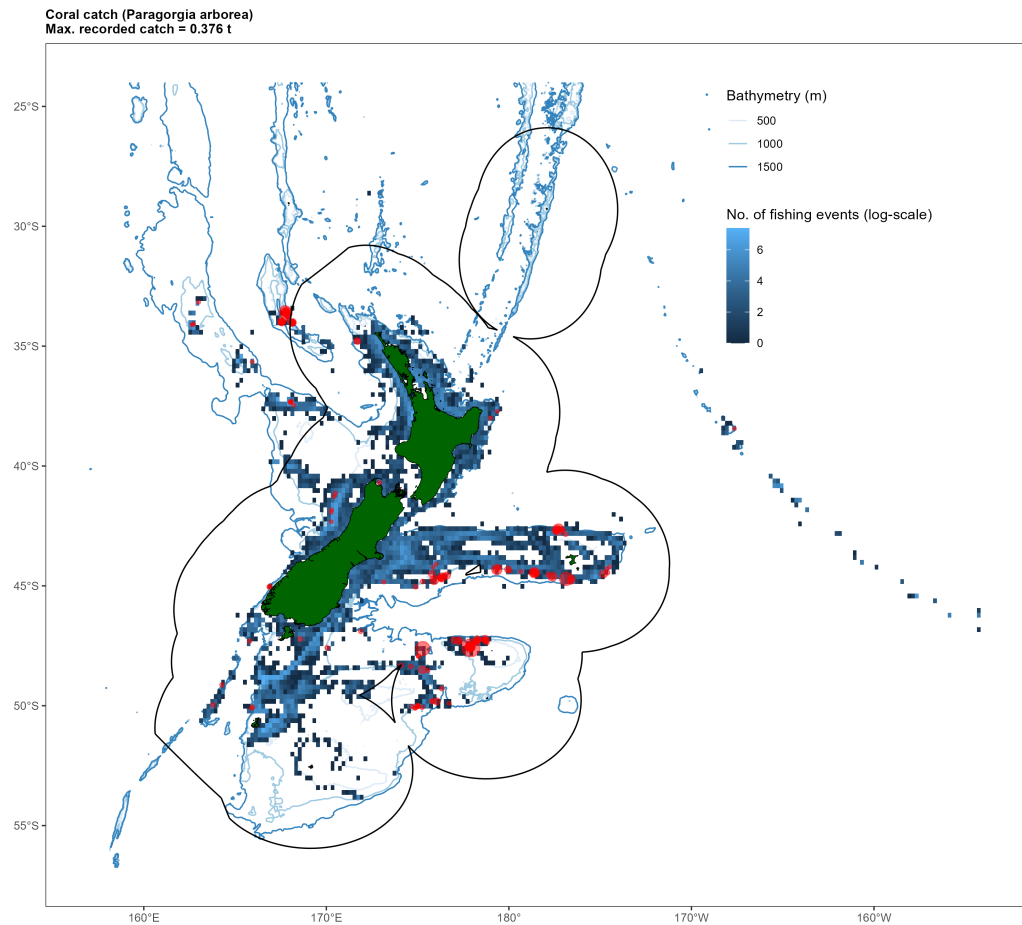 Coral catch (Paragorgia arborea)
Max. recorded catch = 0.376 t
Bathymetry (m)
500
1000
1500
No. of fishing events (log-scale)
6
4
2
0
25°S
30°S
35°S
40°S
45°S
50°S
55°S
160°E
170°E
180°
170°W
160°W